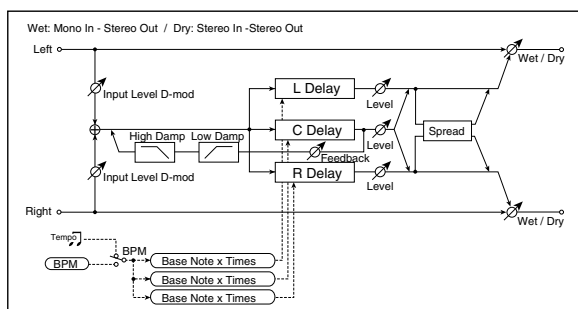 Wet: Mono In - Stereo Out / Dry: Stereo In -Stereo Out
Left
Wet / Dry
Input Level D-mod
L Delay
Level
High Damp
Low Damp
C Delay
Level
Spread
Feedback
Input Level D-mod
R Delay
Level
Right
Wet / Dry
Tempo
BPM
BPM
Base Note x Times
Base Note x Times
Base Note x Times